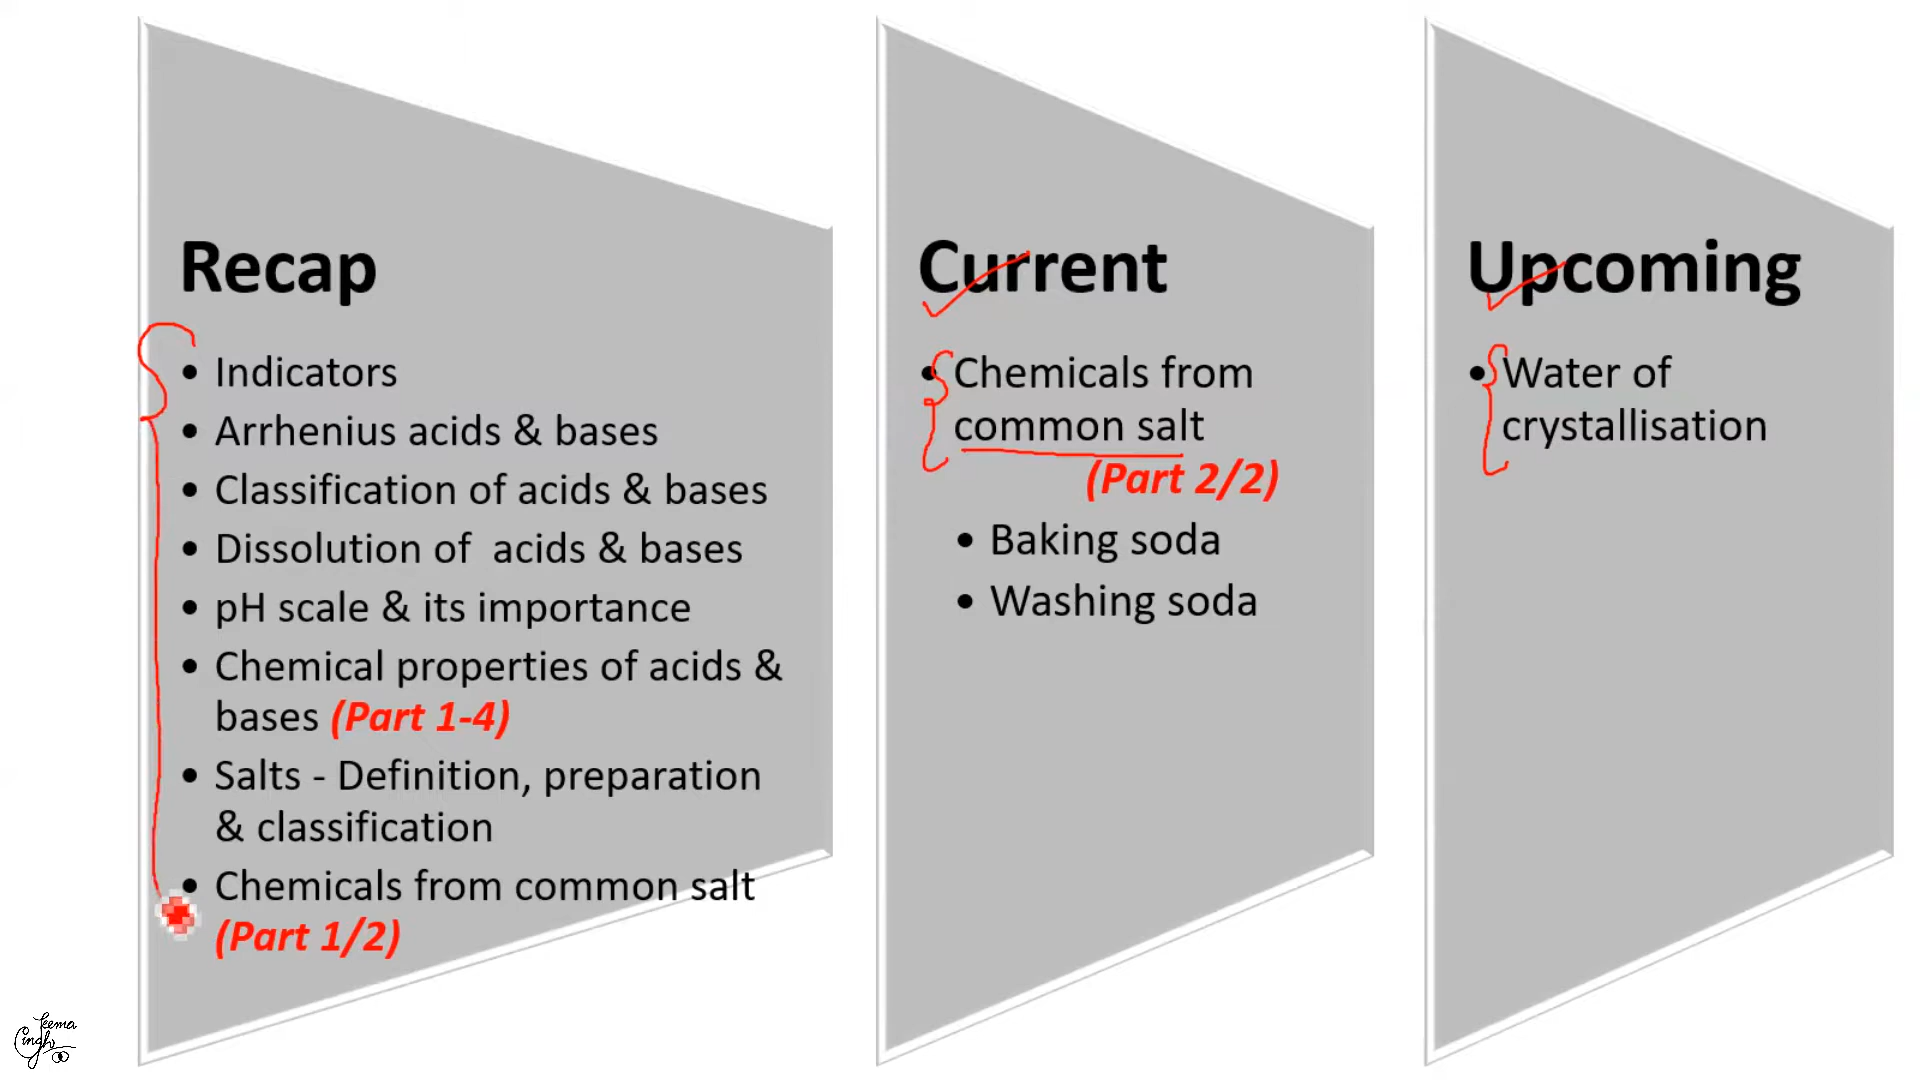 Recap
• Indicators
• Arrhenius acids & bases
• Classification of acids & bases
• Dissolution of acids & bases
• pH scale & its importance
• Chemical properties of acids &
bases (Part 1-4)
• Salts - Definition, preparation
& classification
• Chemicals from common salt
(Part 1/2)
Current
• Chemicals from
common salt
(Part 2/2)
• Baking soda
• Washing soda
Upcoming
• Water of
crystallisation